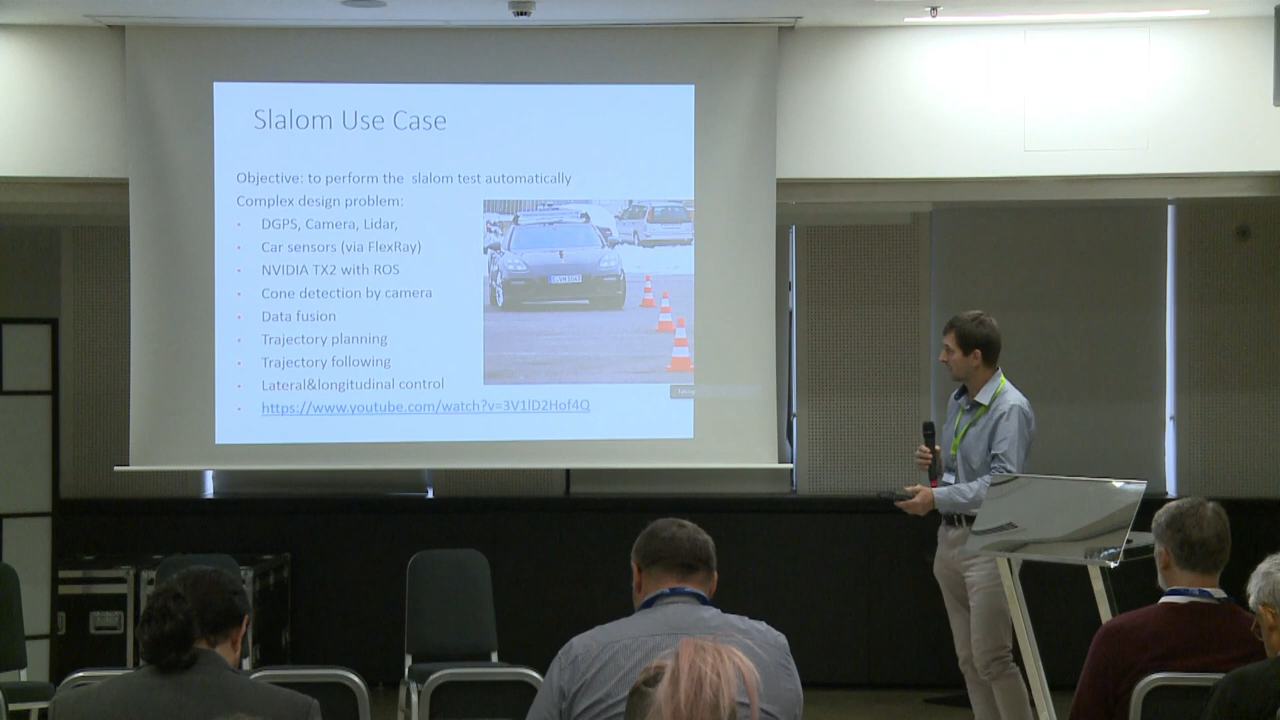 Slalom Use Case
Objective: to perform the slalom test automatically
Complex design problem:
• DGPS, Camera, Lidar,
• Car sensors (via FlexRay)
• NVIDIA TX2 with ROS
• Cone detection by camera
• Data fusion
• Trajectory planning
• Trajectory following
• Lateral&longitudinal control
• https://www.youtube.com/watch?v=3V1lD2Hof4Q